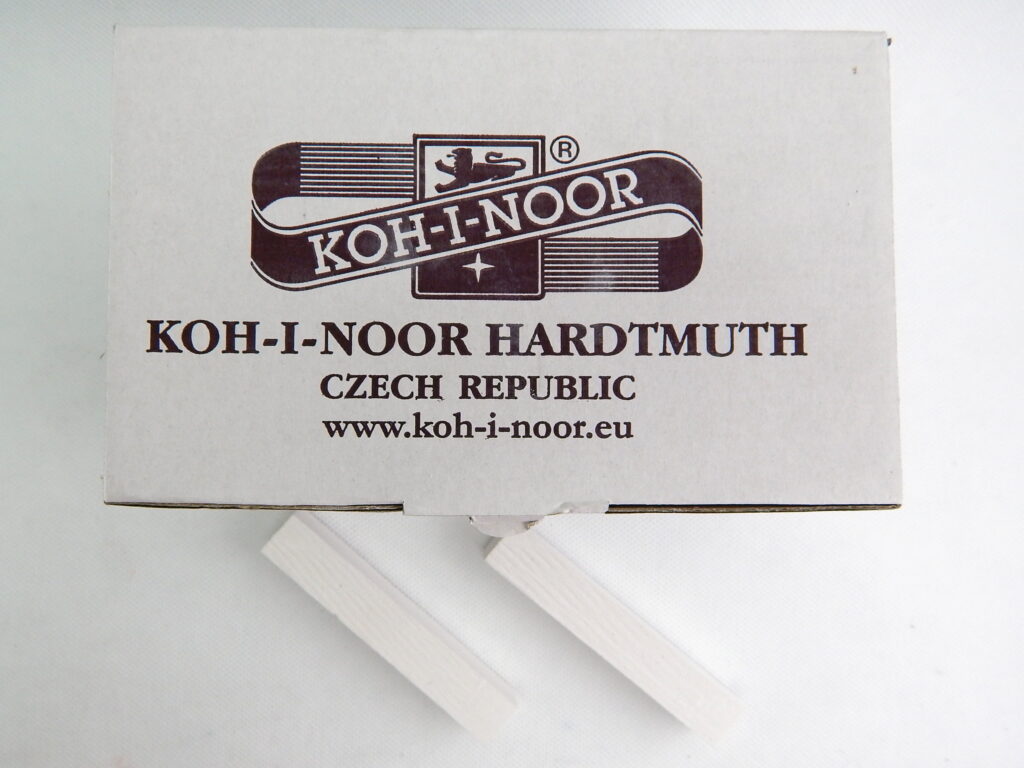 ®
KOH-I-NOOR
KOH-I-NOOR HARDTMUTH
CZECH REPUBLIC
www.koh-i-noor.eu